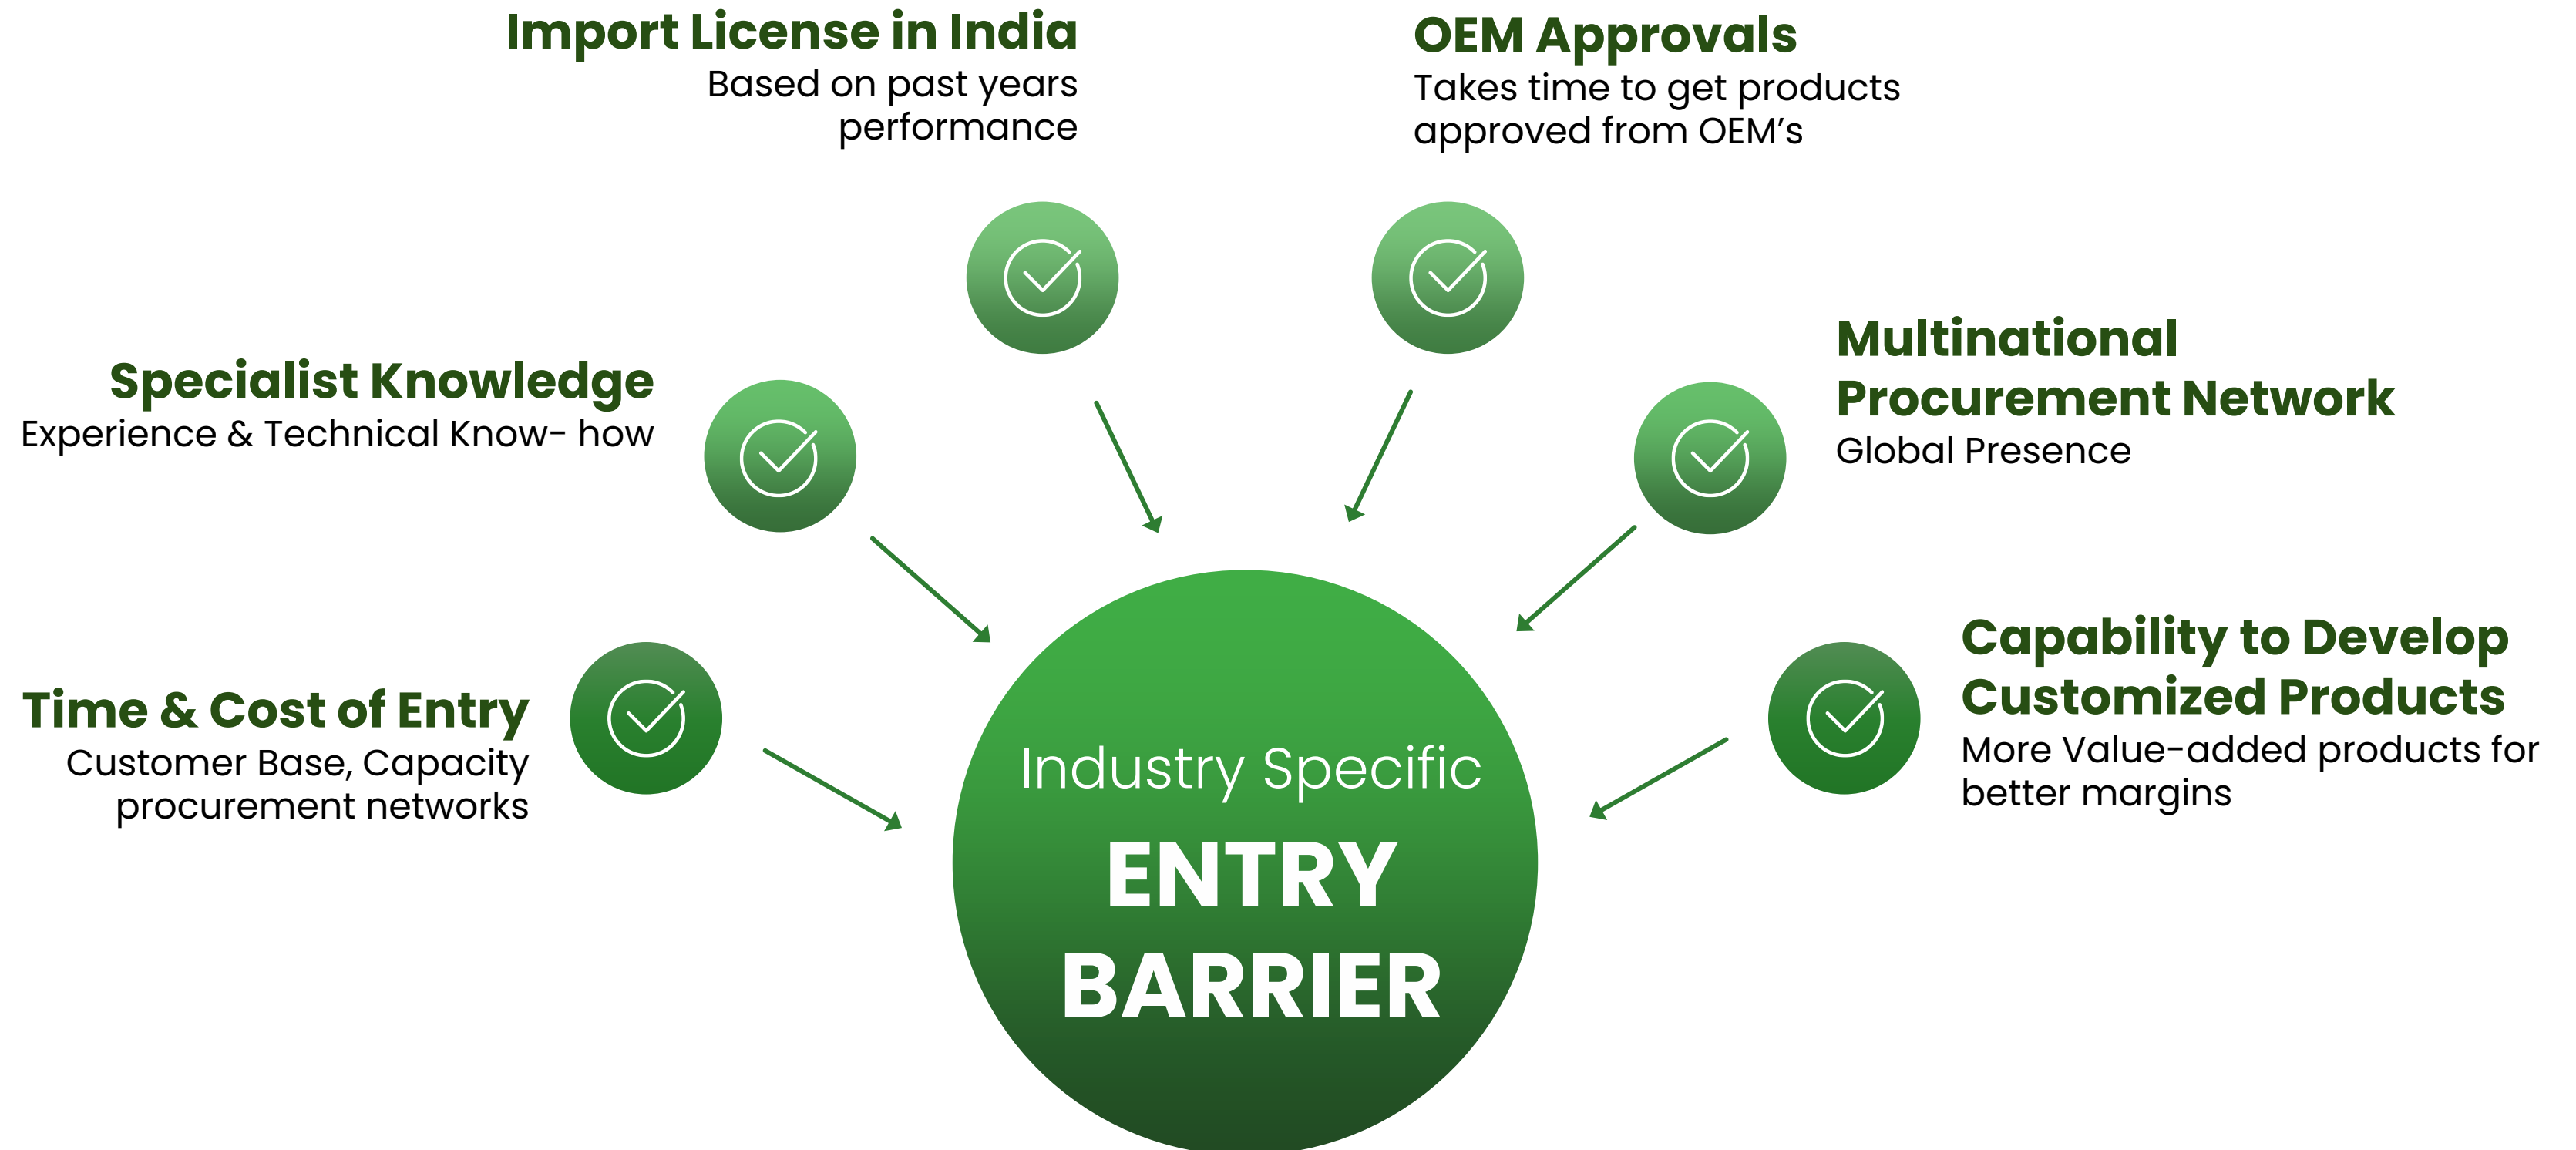 Import License in India
Based on past years
performance
OEM Approvals
Takes time to get products
approved from OEM’s
Specialist Knowledge
Experience & Technical Know- how
Multinational
Procurement Network
Global Presence
Time & Cost of Entry
Customer Base, Capacity
procurement networks
Capability to Develop
Customized Products
More Value-added products for
better margins
Industry Specific
ENTRY
BARRIER